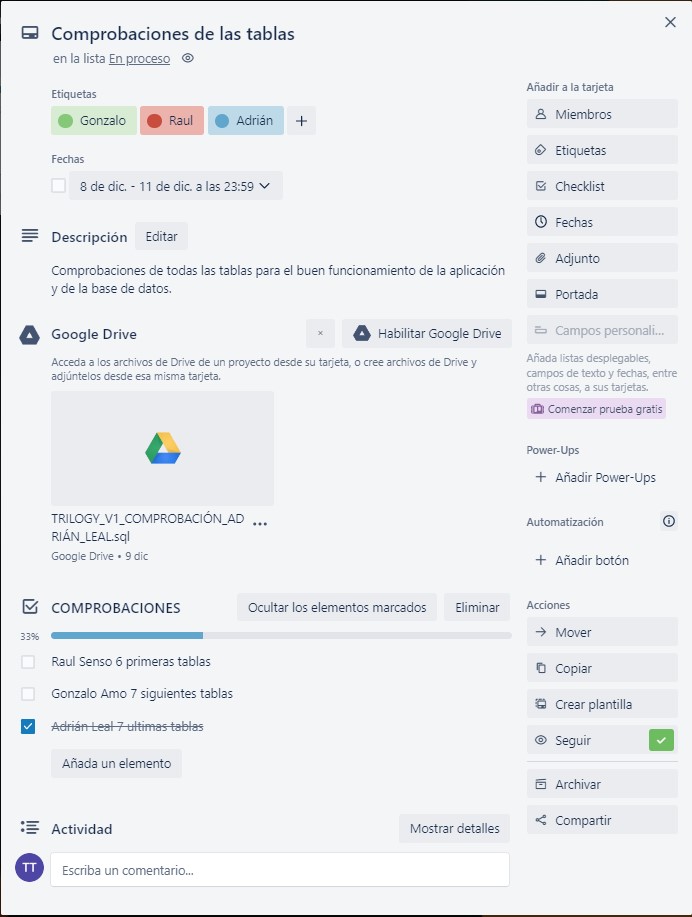 Comprobaciones de las tablas
en la lista En proceso
Etiquetas
Gonzalo
Raul
Adrián
Fechas
8 de dic. - 11 de dic. a las 23:59
Descripción
Editar
Comprobaciones de todas las tablas para el buen funcionamiento de la aplicación
y de la base de datos.
Google Drive
Habilitar Google Drive
Acceda a los archivos de Drive de un proyecto desde su tarjeta, o cree archivos de Drive y
adjúntelos desde esa misma tarjeta.
TRILOGY_V1_COMPROBACIÓN_AD
RIÁN_LEAL.sql
Google Drive • 9 dic
COMPROBACIONES
Ocultar los elementos marcados
Eliminar
33%
Raul Senso 6 primeras tablas
Gonzalo Amo 7 siguientes tablas
Adrián Leal 7 ultimas tablas
Añada un elemento
Actividad
Mostrar detalles
TT
Escriba un comentario...
Añadir a la tarjeta
Miembros
Etiquetas
Checklist
Fechas
Adjunto
Portada
Campos personali...
Añada listas desplegables,
campos de texto y fechas, entre
otras cosas, a sus tarjetas.
Comenzar prueba gratis
Power-Ups
+ Añadir Power-Ups
Automatización
+ Añadir botón
Acciones
Mover
Copiar
Crear plantilla
Seguir
Archivar
Compartir